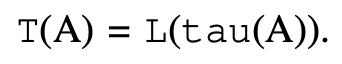 T(A) = L(tau(A)).